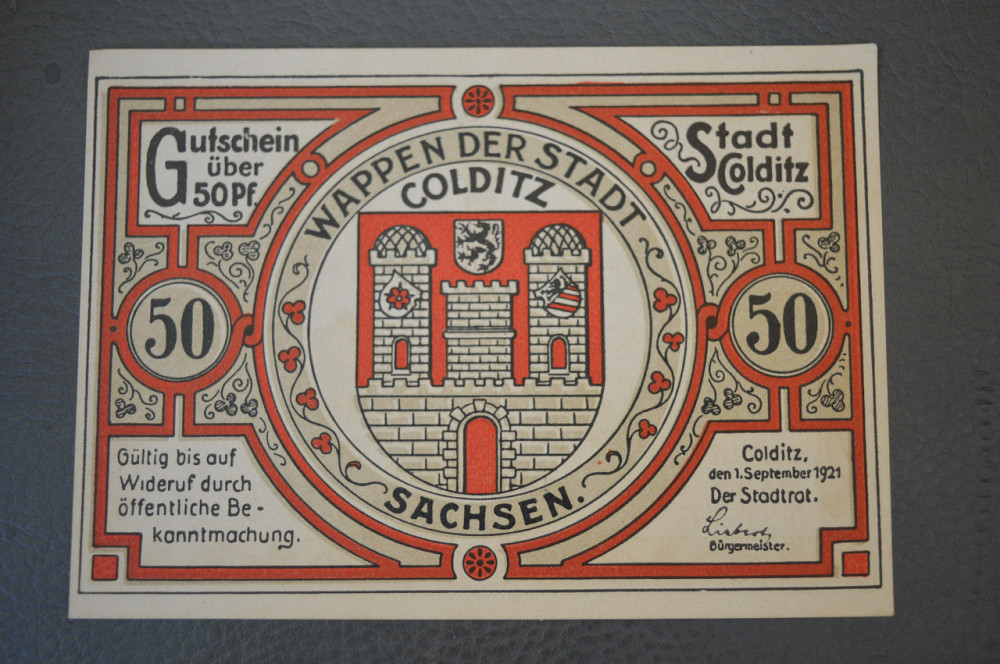 Gutschein
über
50 Pf.
WAPPEN DER STADT
COLDITZ
Stadt
Colditz
50
50
Gültig bis auf
Wideruf durch
öffentliche Be-
kanntmachung.
SACHSEN.
Colditz,
den 1. September 1921
Der Stadtrat.
Bürgermeister.